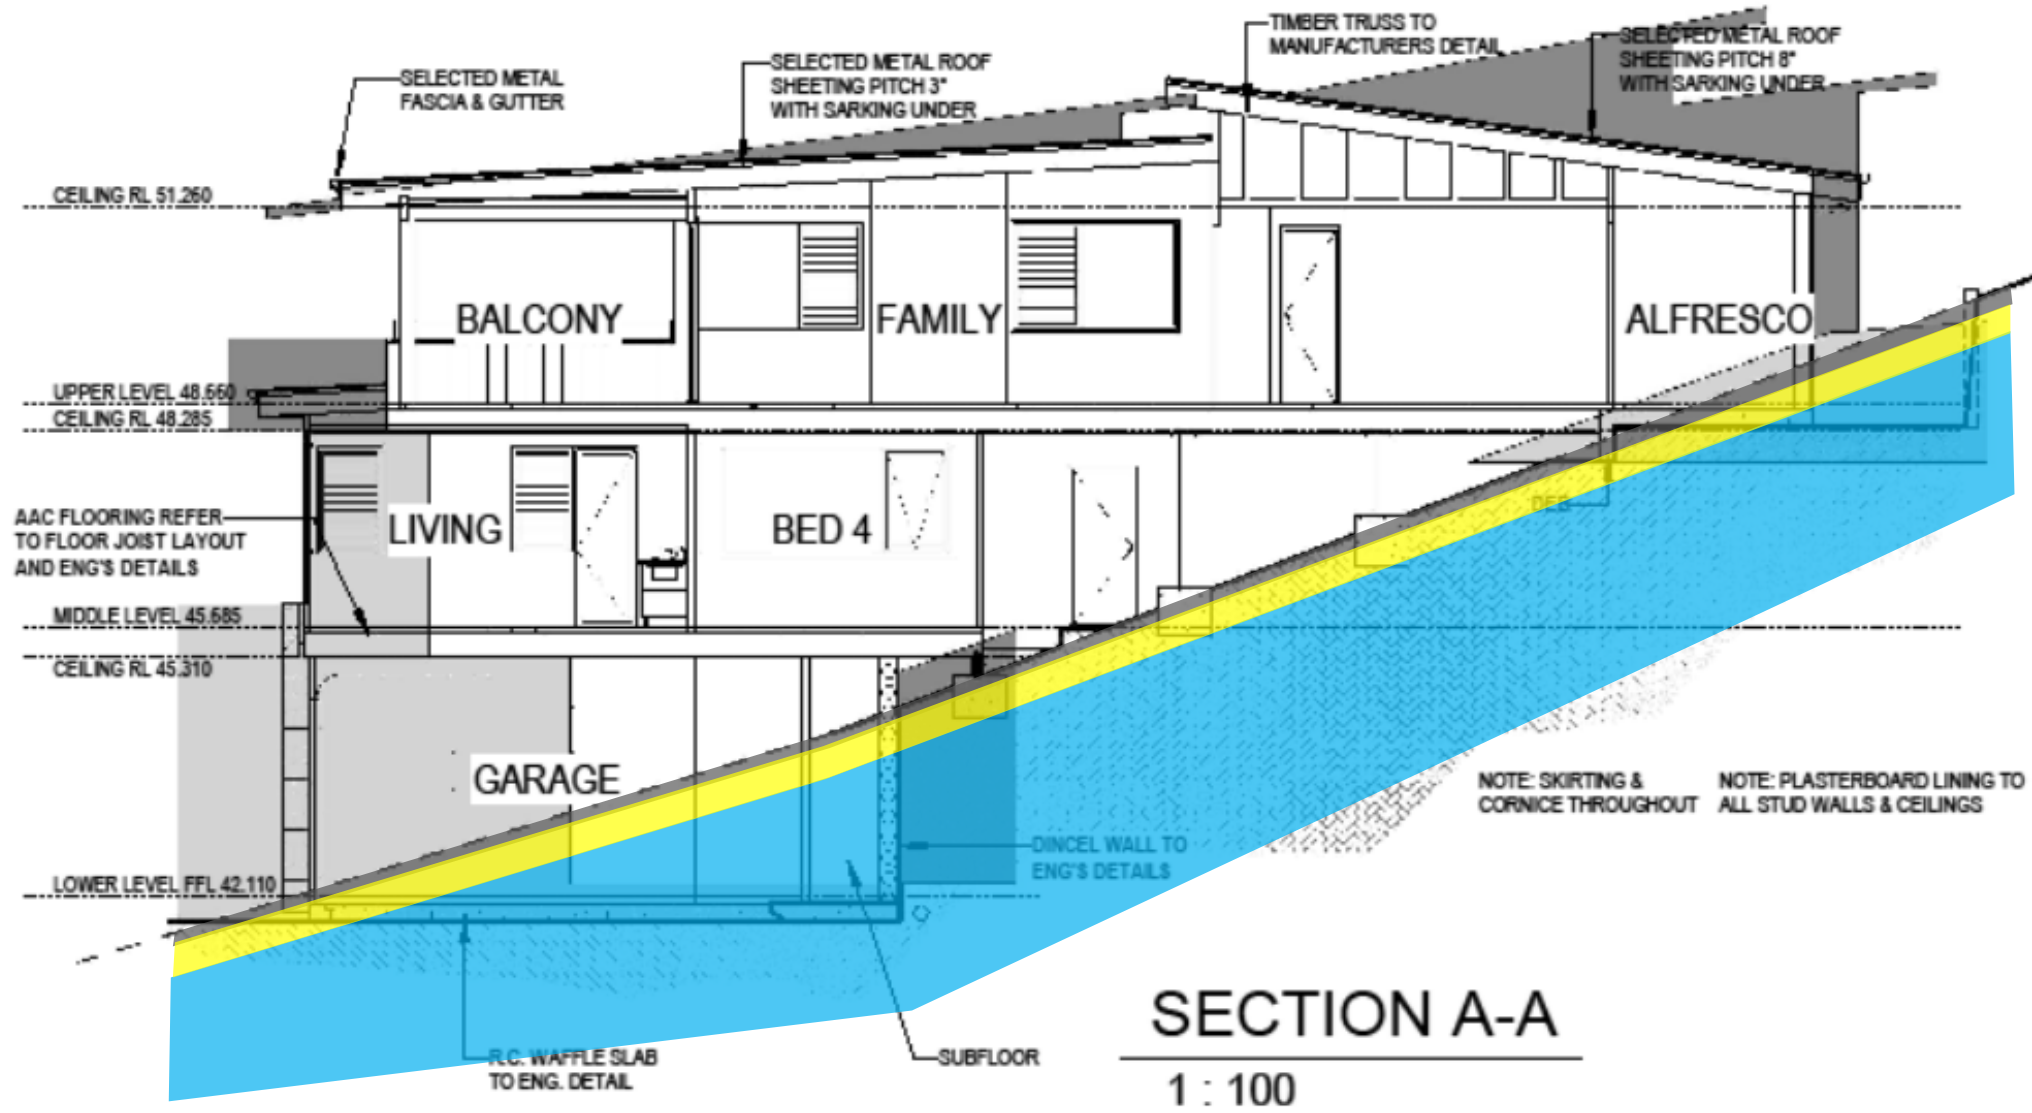 TIMBER TRUSS TO
MANUFACTURERS DETAIL
SELECTED METAL ROOF
SHEETING PITCH 8°
WITH SARKING UNDER
SELECTED METAL ROOF
SHEETING PITCH 3°
WITH SARKING UNDER
SELECTED METAL
FASCIA & GUTTER
CEILING RL 51.260
BALCONY
FAMILY
ALFRESCO
UPPER LEVEL 48.660
CEILING RL 48.285
AAC FLOORING REFER
TO FLOOR JOIST LAYOUT
AND ENG'S DETAILS
LIVING
BED 4
DEB
MIDDLE LEVEL 45.685
CEILING RL 45.310
GARAGE
NOTE: SKIRTING &
CORNICE THROUGHOUT
NOTE: PLASTERBOARD LINING TO
ALL STUD WALLS & CEILINGS
DINCEL WALL TO
ENG'S DETAILS
LOWER LEVEL FFL 42.110
R.C. WAFFLE SLAB
TO ENG. DETAIL
SUBFLOOR
SECTION A-A
1 : 100